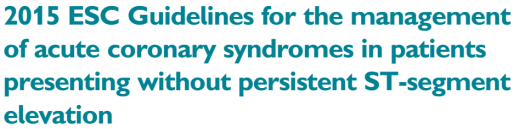 2015 ESC Guidelines for the management
of acute coronary syndromes in patients
presenting without persistent ST-segment
elevation